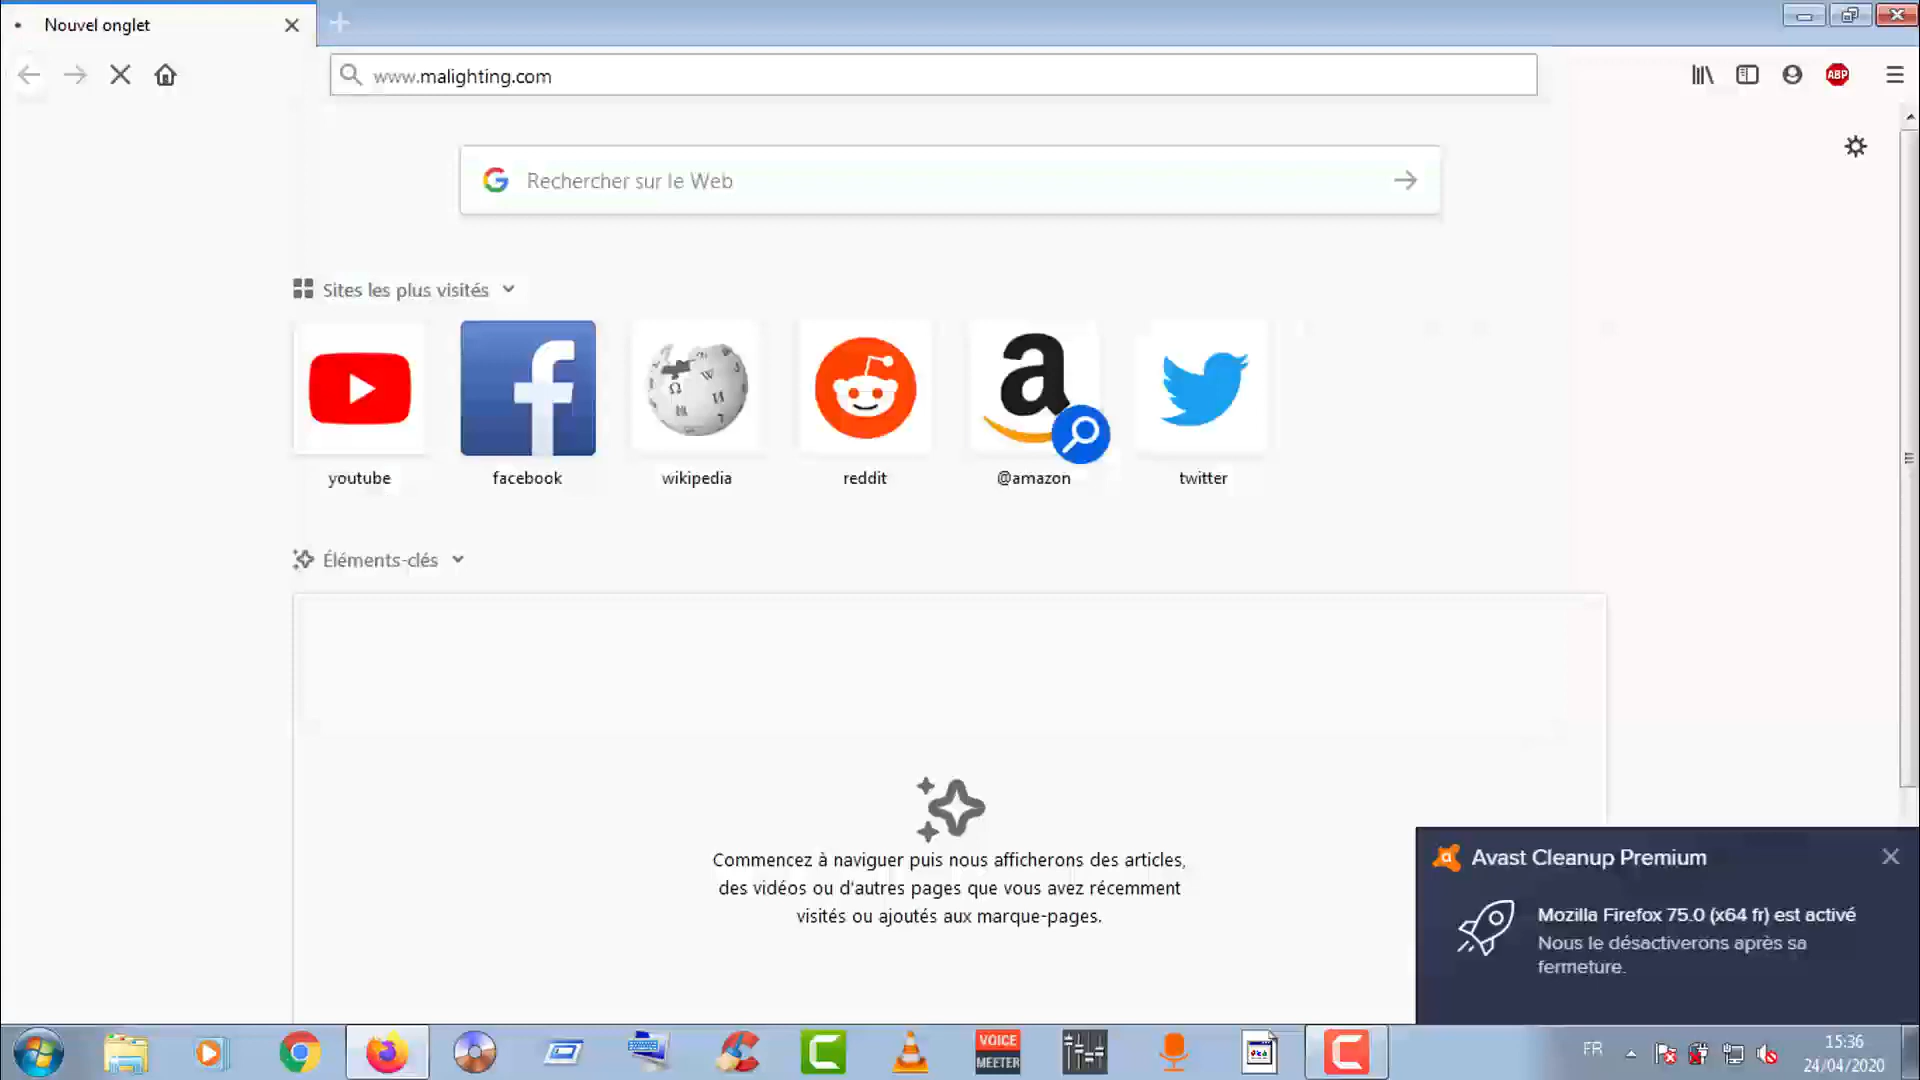 Nouvel onglet
www.malighting.com
ABP
Rechercher sur le Web
Sites les plus visités
youtube
facebook
wikipedia
reddit
@amazon
twitter
Éléments-clés
Commencez à naviguer puis nous afficherons des articles,
des vidéos ou d'autres pages que vous avez récemment
visités ou ajoutés aux marque-pages.
Avast Cleanup Premium
Mozilla Firefox 75.0 (x64 fr) est activé
Nous le désactiverons après sa
fermeture.
VOICE
MEETER
FR
15:36
24/04/2020